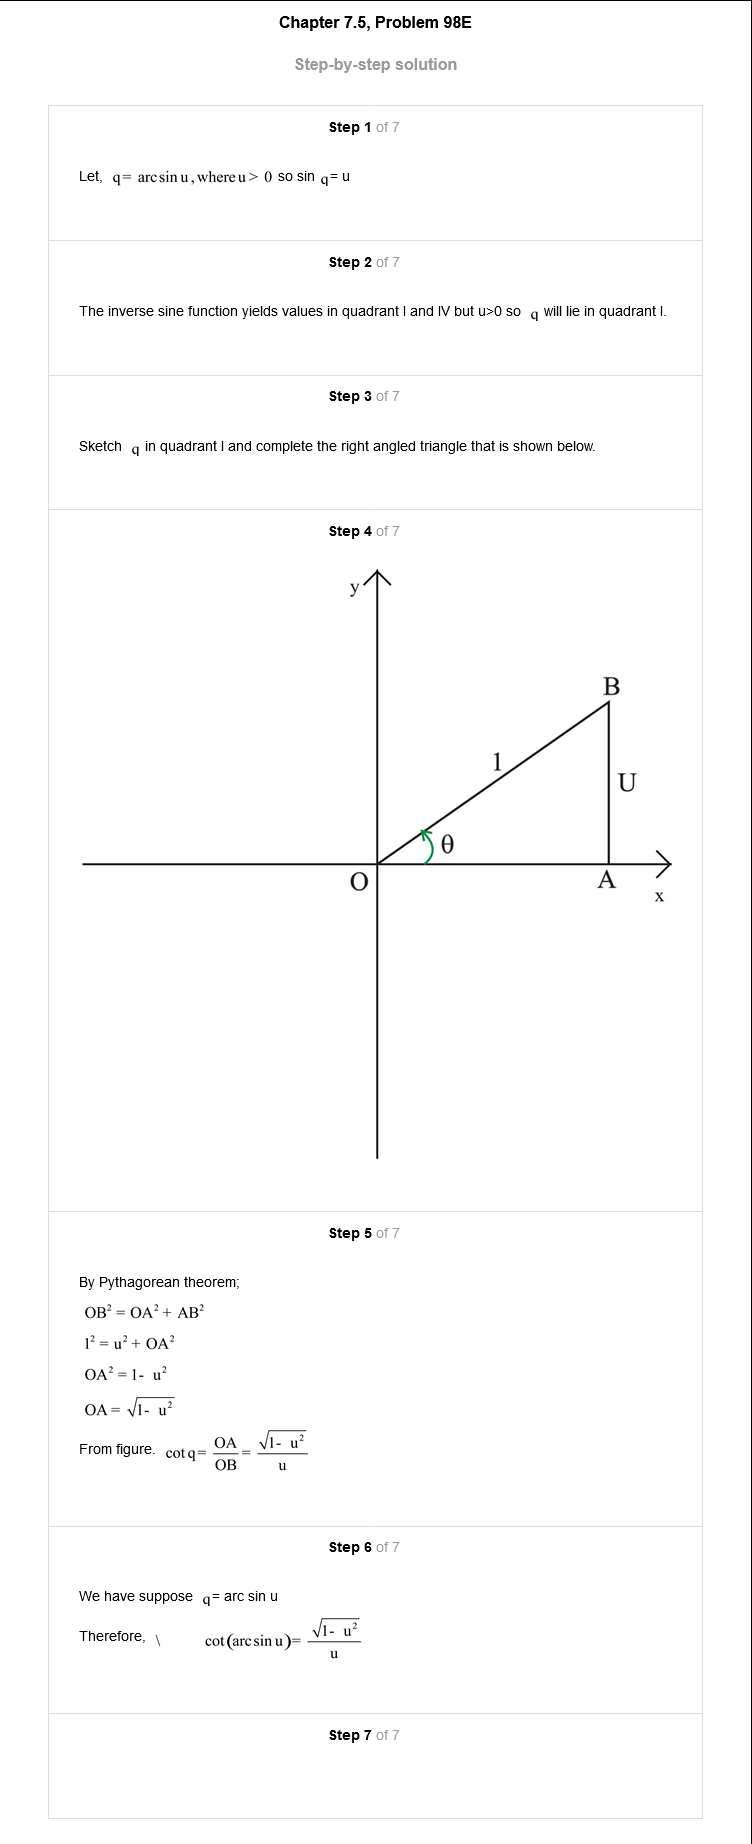 Chapter 7.5, Problem 98E
Step-by-step solution
Step 1 of 7
Let, q= arcsin u, where u > 0 so sin q= u
Step 2 of 7
The inverse sine function yields values in quadrant I and IV but u>0 so q will lie in quadrant I.
Step 3 of 7
Sketch q in quadrant I and complete the right angled triangle that is shown below.
Step 4 of 7
y
B
1
U
θ
O
A
x
Step 5 of 7
By Pythagorean theorem;
OB² = OA² + AB²
1² = u² + OA²
OA² = 1- u²
OA = √1- u²
From figure. cot q= OA/OB = √1- u²/u
Step 6 of 7
We have suppose q= arc sin u
Therefore, \ cot(arcsin u)= √1- u²/u
Step 7 of 7